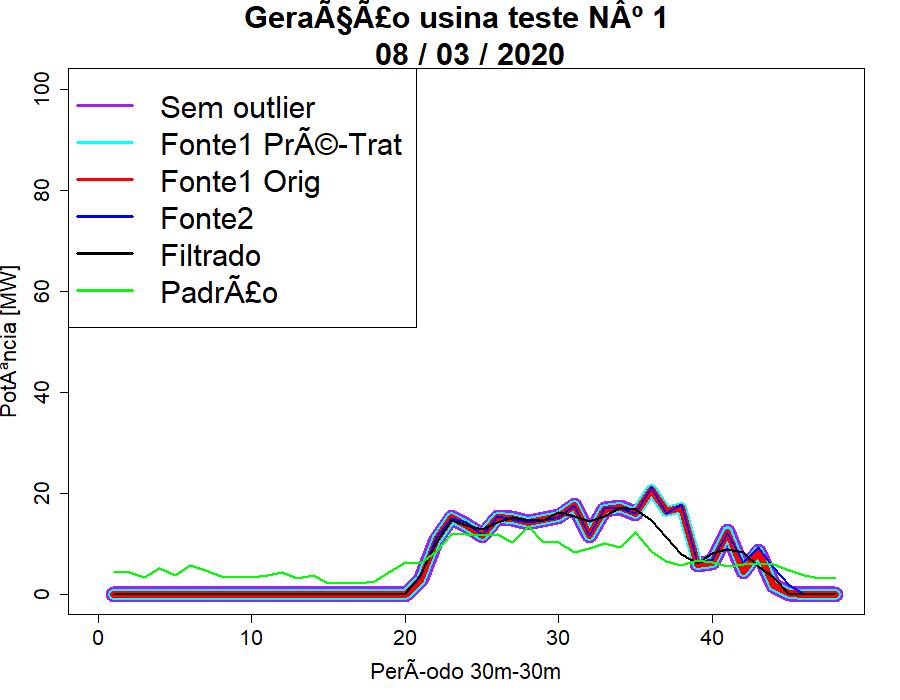 GeraÃ§Ã£o usina teste NÂº 1
08 / 03 / 2020
Sem outlier
Fonte1 PrÃ©-Trat
Fonte1 Orig
Fonte2
Filtrado
PadrÃ£o
PotÃªncia [MW]
100
80
60
40
20
0
0 10 20 30 40
PerÃ­-odo 30m-30m